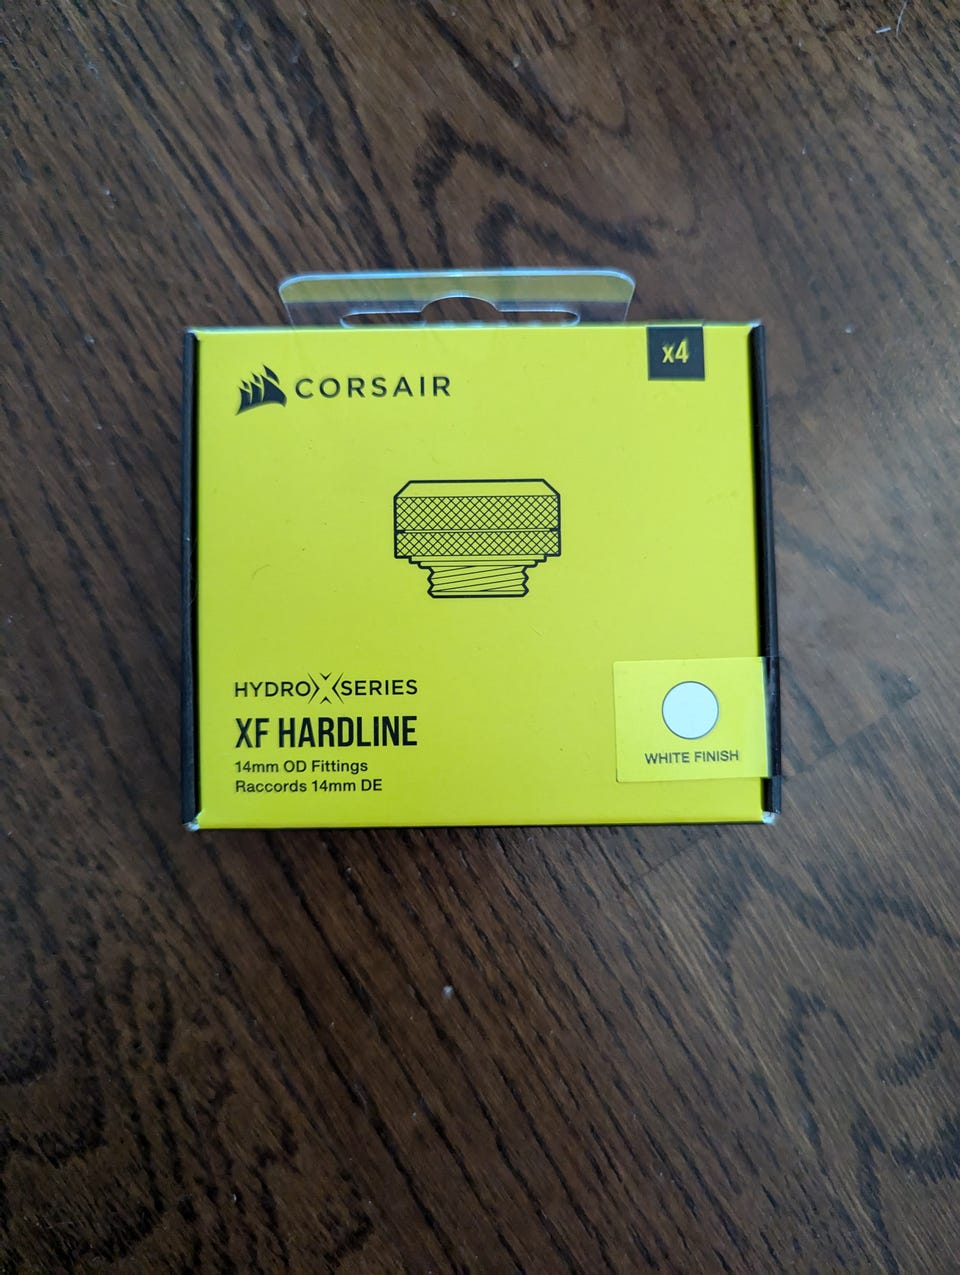 x4
CORSAIR
HYDRO X SERIES
XF HARDLINE
14mm OD Fittings
Raccords 14mm DE
WHITE FINISH